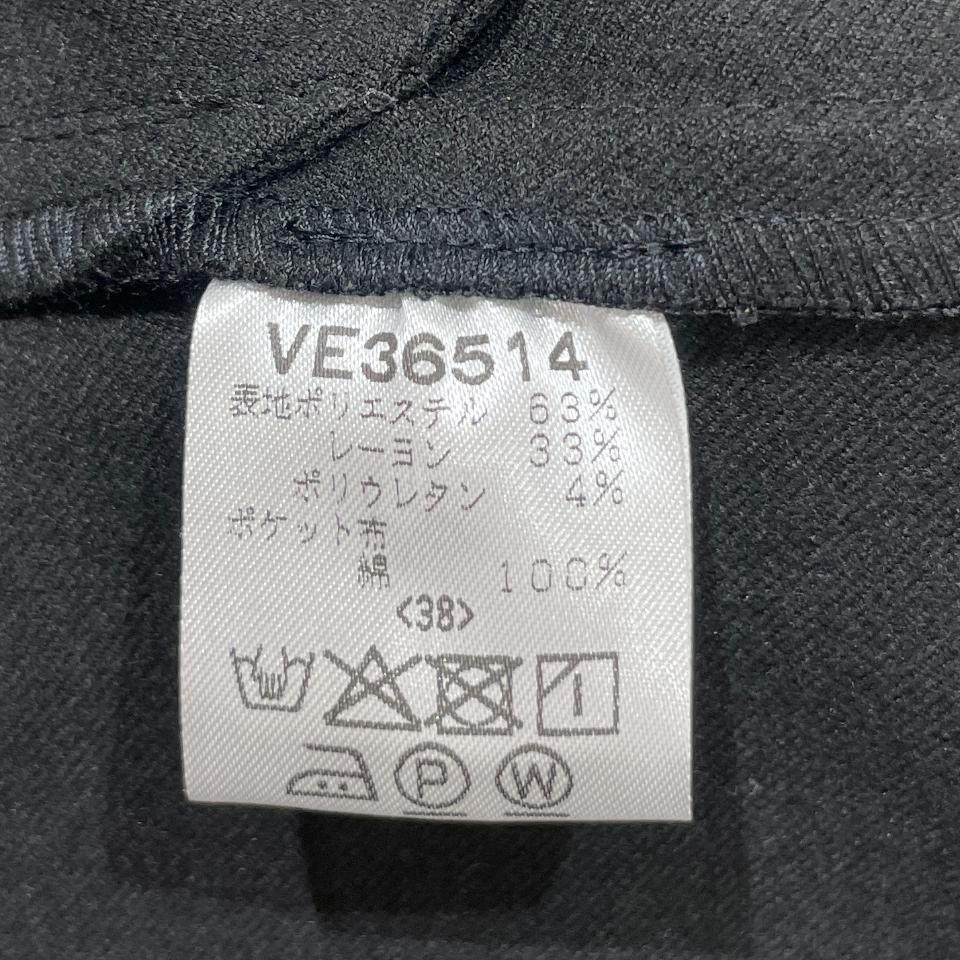 VE36514
表地ポリエステル 63%
レーヨン 33%
ポリウレタン 4%
ポケット布
綿 100%
<38>
P W